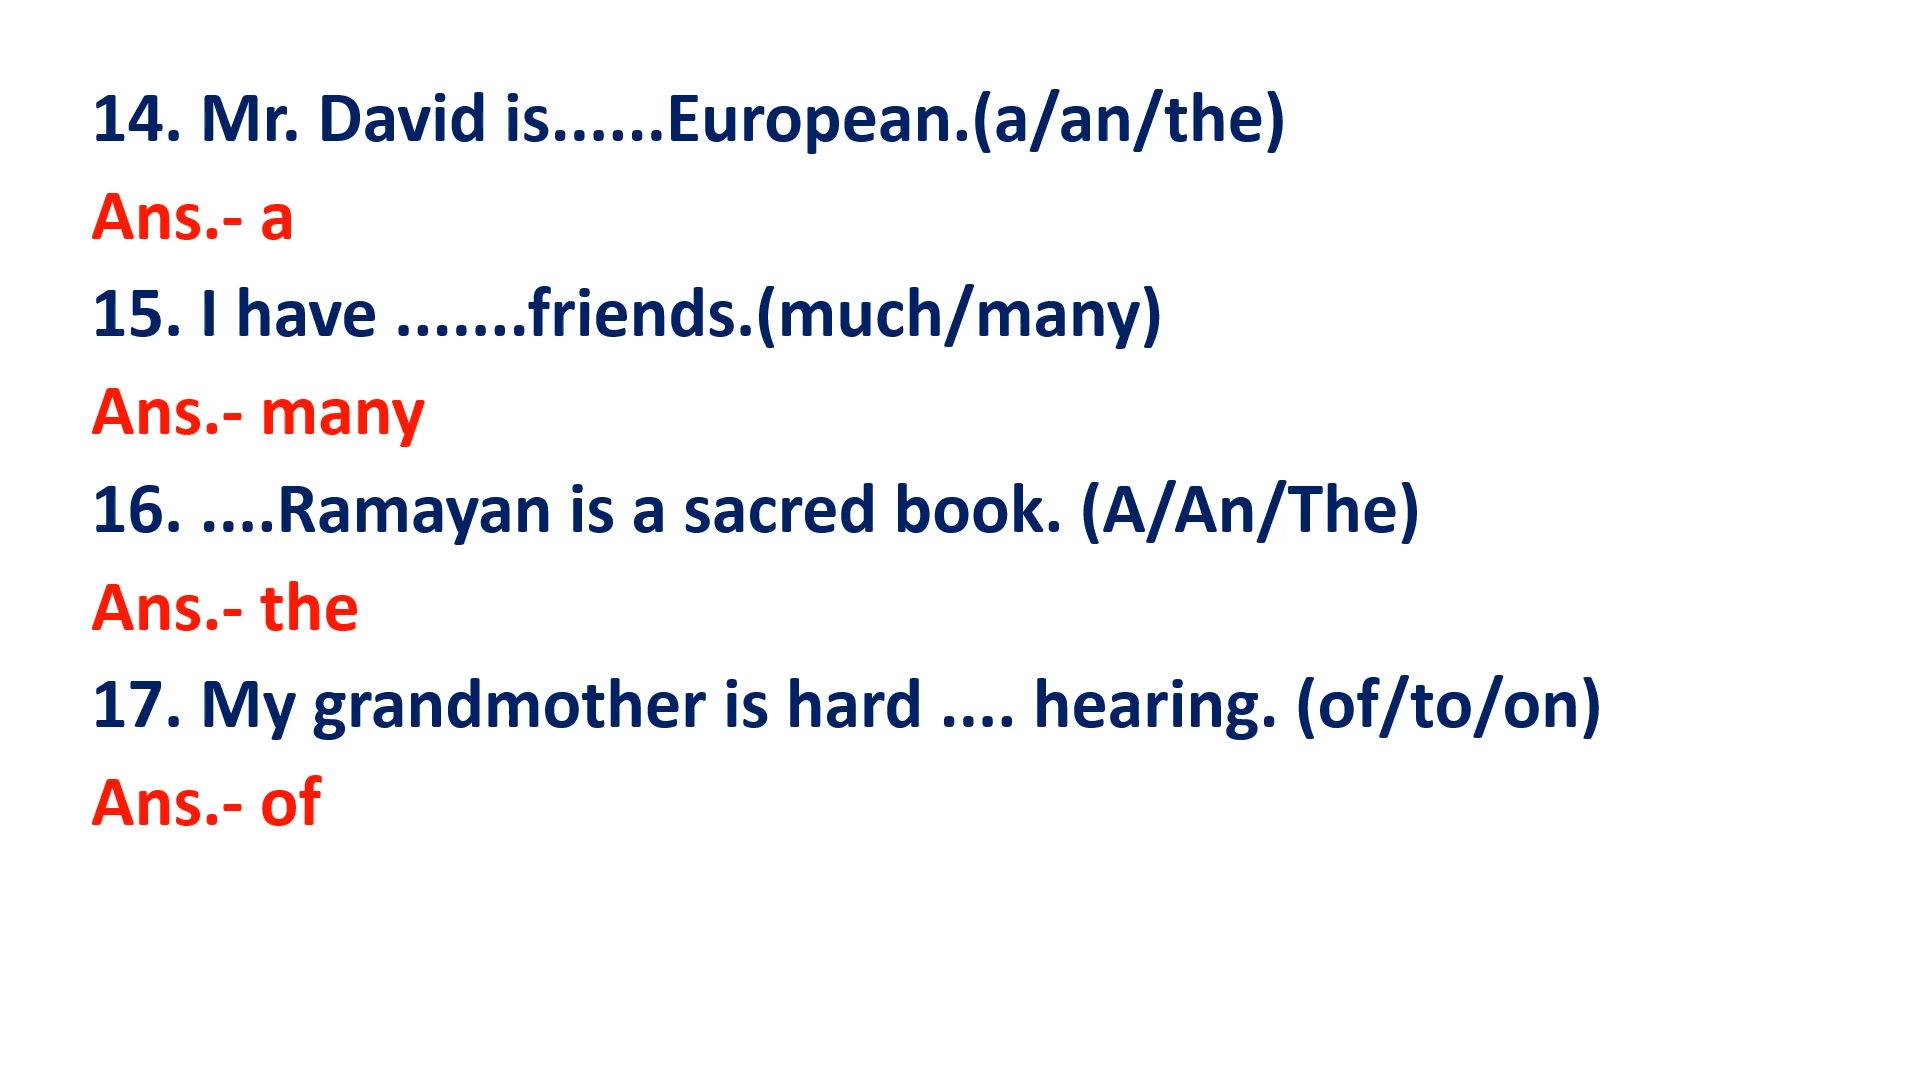 14. Mr. David is......European.(a/an/the)
Ans.- a
15. I have .......friends.(much/many)
Ans.- many
16. ....Ramayan is a sacred book. (A/An/The)
Ans.- the
17. My grandmother is hard .... hearing. (of/to/on)
Ans.- of